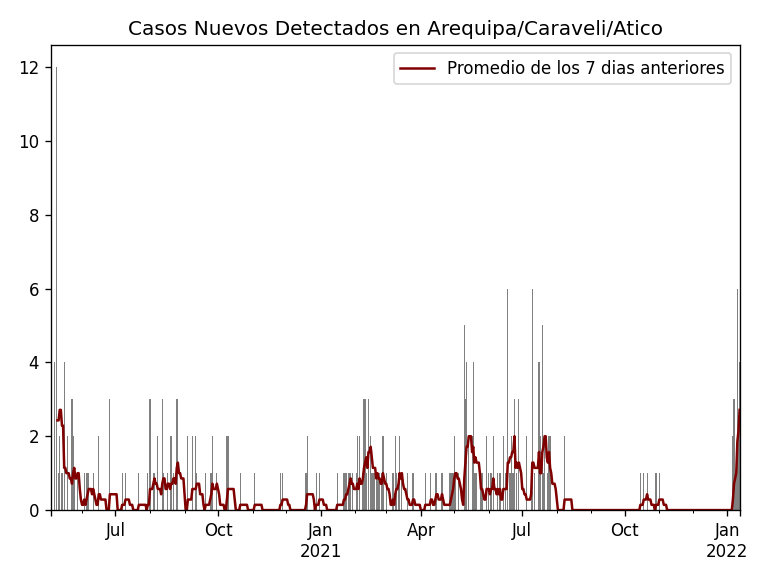 Casos Nuevos Detectados en Arequipa/Caraveli/Atico
Promedio de los 7 dias anteriores
12
10
8
6
4
2
0
Jul
Oct
Jan
2021
Apr
Jul
Oct
Jan
2022